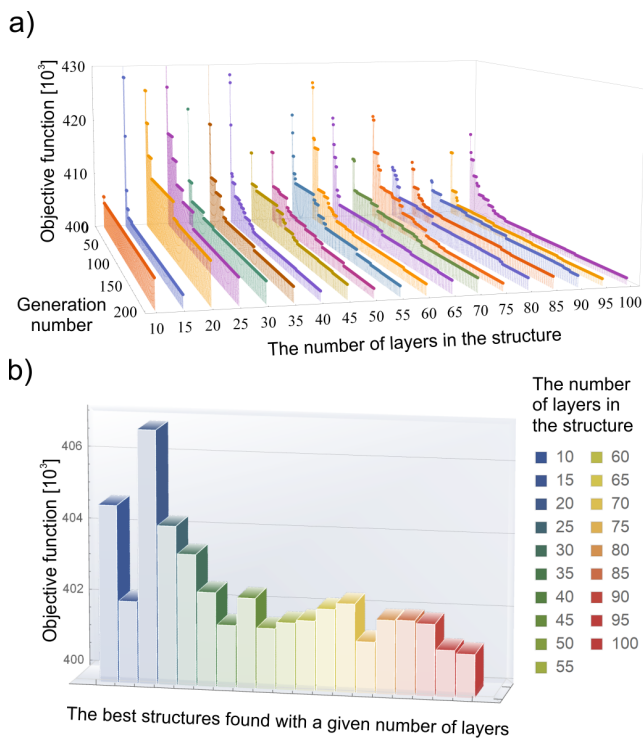 a)
Objective function [10³]
430
420
410
400
50
100
150
200
Generation
number
10 15 20 25 30 35 40 45 50 55 60 65 70 75 80 85 90 95 100
The number of layers in the structure
b)
Objective function [10³]
406
404
402
400
The best structures found with a given number of layers
The number
of layers in
the structure
10 60
15 65
20 70
25 75
30 80
35 85
40 90
45 95
50 100
55